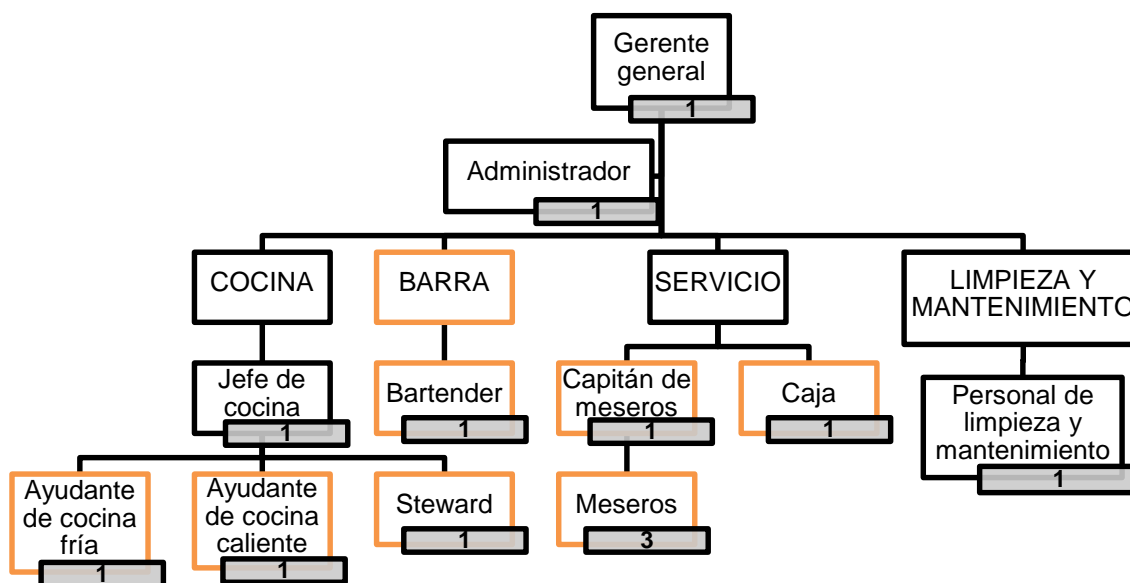 Gerente
general
1
Administrador
1
COCINA
BARRA
SERVICIO
LIMPIEZA Y
MANTENIMIENTO
Jefe de
cocina
1
Bartender
1
Capitán de
meseros
1
Caja
1
Personal de
limpieza y
mantenimiento
1
Ayudante
de cocina
fría
1
Ayudante
de cocina
caliente
1
Steward
1
Meseros
3